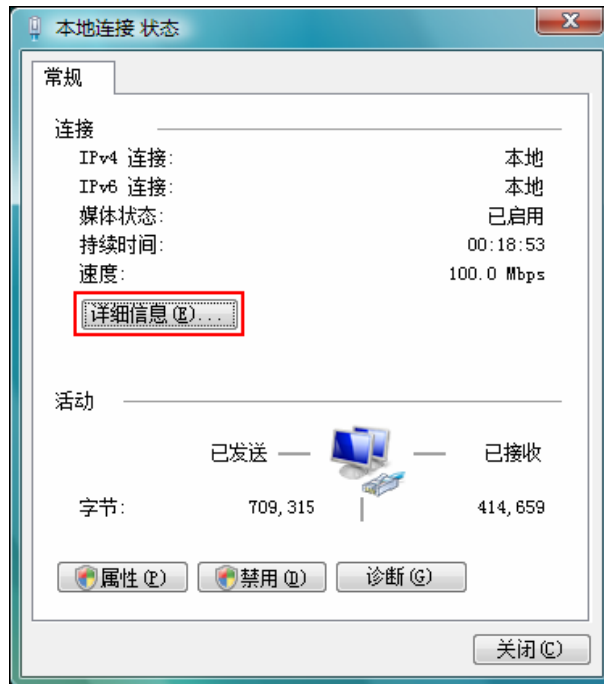 本地连接 状态
常规
连接
IPv4 连接: 本地
IPv6 连接: 本地
媒体状态: 已启用
持续时间: 00:18:53
速度: 100.0 Mbps
详细信息(E)...
活动
已发送 — — 已接收
字节: 709,315 414,659
属性(P) 禁用(D) 诊断(G)
关闭(C)